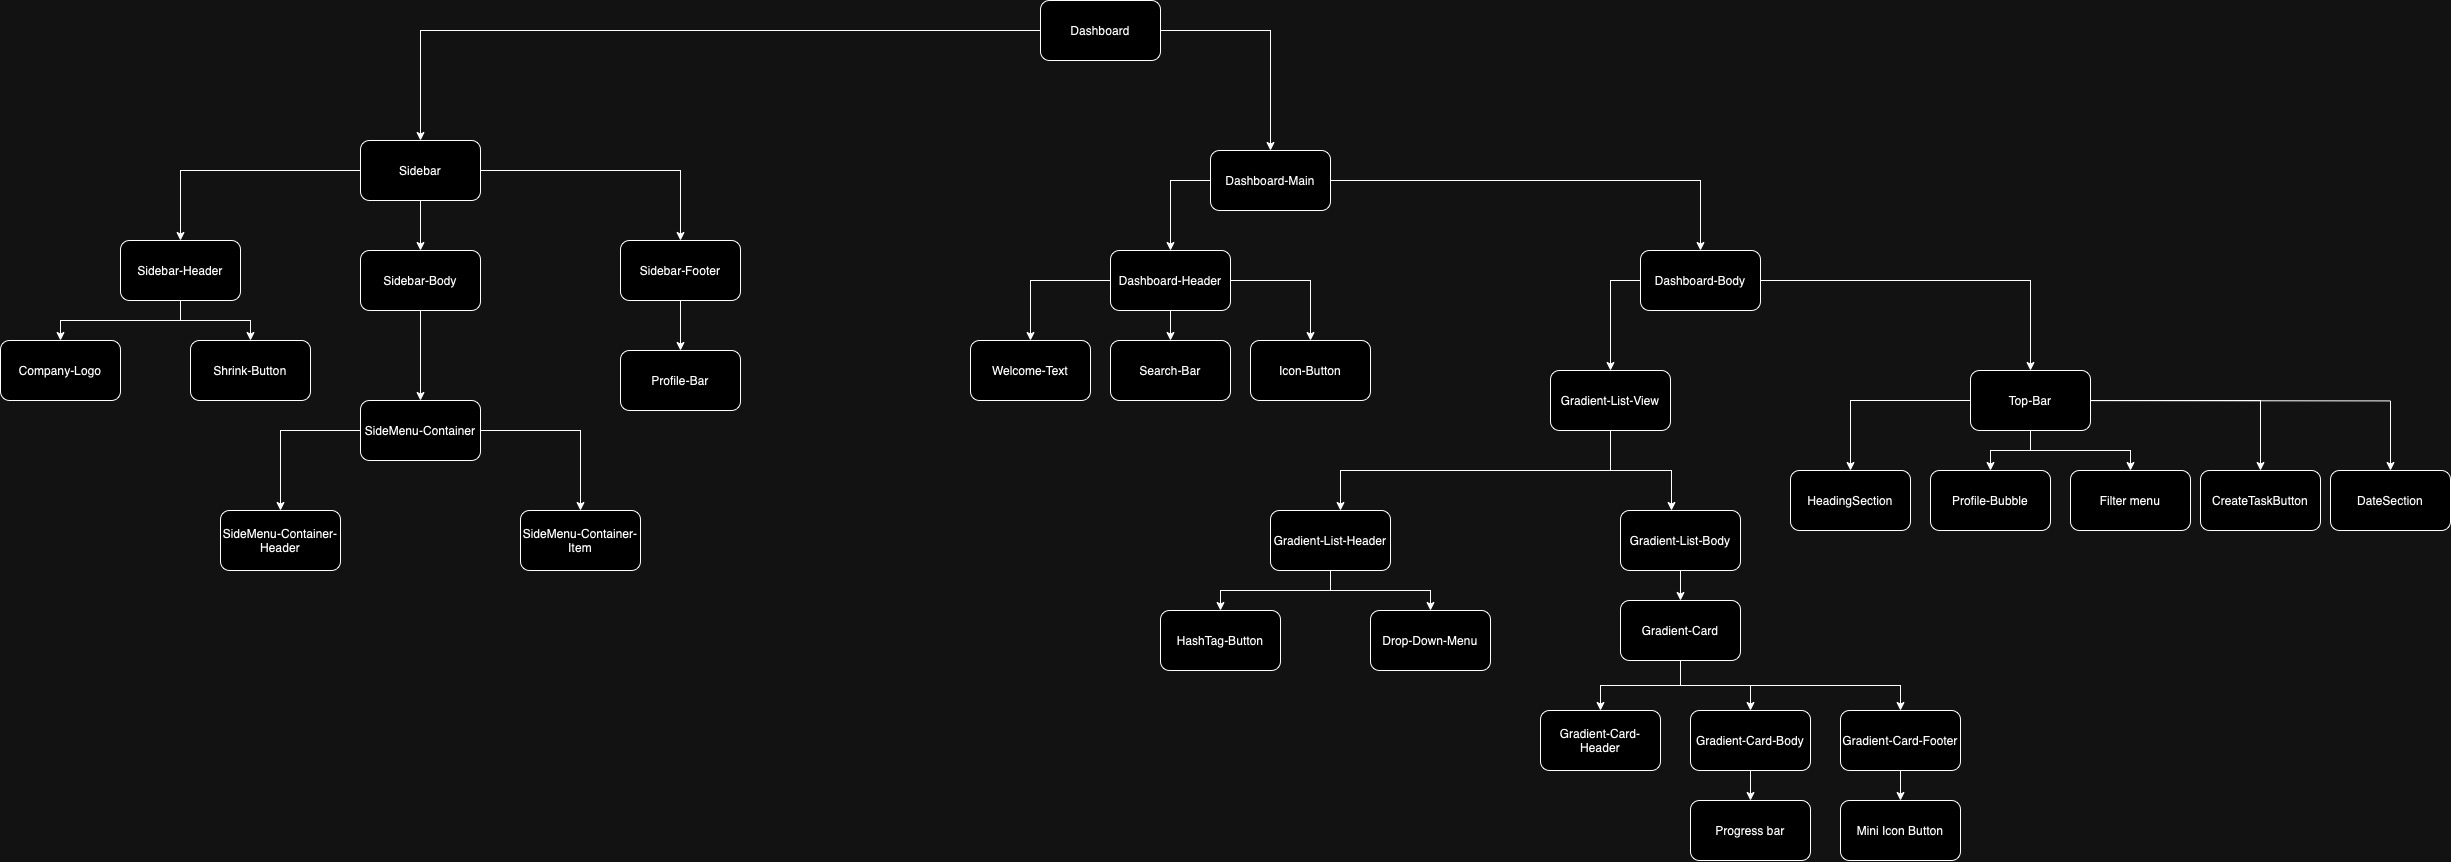 Dashboard
Sidebar
Dashboard-Main
Sidebar-Header
Sidebar-Body
Sidebar-Footer
Dashboard-Header
Dashboard-Body
Company-Logo
Shrink-Button
Profile-Bar
Welcome-Text
Search-Bar
Icon-Button
Gradient-List-View
Top-Bar
SideMenu-Container
HeadingSection
Profile-Bubble
Filter menu
CreateTaskButton
DateSection
SideMenu-Container-
Header
SideMenu-Container-
Item
Gradient-List-Header
Gradient-List-Body
HashTag-Button
Drop-Down-Menu
Gradient-Card
Gradient-Card-
Header
Gradient-Card-Body
Gradient-Card-Footer
Progress bar
Mini Icon Button